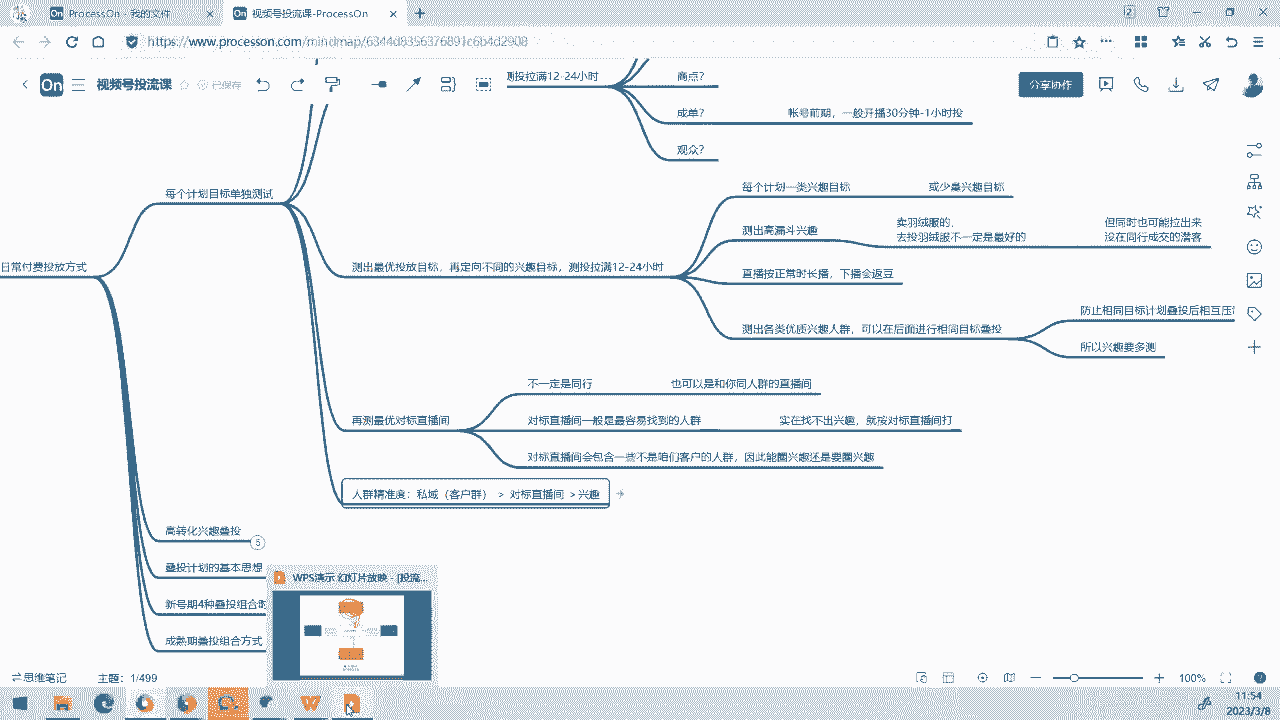 ProcessOn - 我的文件
视频号投流课-ProcessOn
https://www.processon.com/mindmap/6344d8356376891c6b4d2908
On
视频号投流课
已保存
分享协作
测投拉满12-24小时
商点?
成单?
帐号前期，一般开播30分钟-1小时投
观众?
每个计划目标单独测试
每个计划一类兴趣目标
或少量兴趣目标
测出高漏斗兴趣
卖羽绒服的，
去投羽绒服不一定是最好的
但同时也可能拉出来
没在同行成交的潜客
日常付费投放方式
测出最优投放目标，再定向不同的兴趣目标，测投拉满12-24小时
直播按正常时长播，下播会返豆
测出各类优质兴趣人群，可以在后面进行相同目标叠投
防止相同目标计划叠投后相互压
所以兴趣要多测
再测最优对标直播间
不一定是同行
也可以是和你同人群的直播间
对标直播间一般是最容易找到的人群
实在找不出兴趣，就按对标直播间打
对标直播间会包含一些不是咱们客户的人群，因此能圈兴趣还是要圈兴趣
人群精准度：私域（客户群） > 对标直播间 > 兴趣
高转化兴趣叠投
5
叠投计划的基本思想
新号期4种叠投组合
成熟期叠投组合方式
WPS演示 幻灯片放映 - [投流...
思维笔记
主题：1/499
100%
11:54
2023/3/8